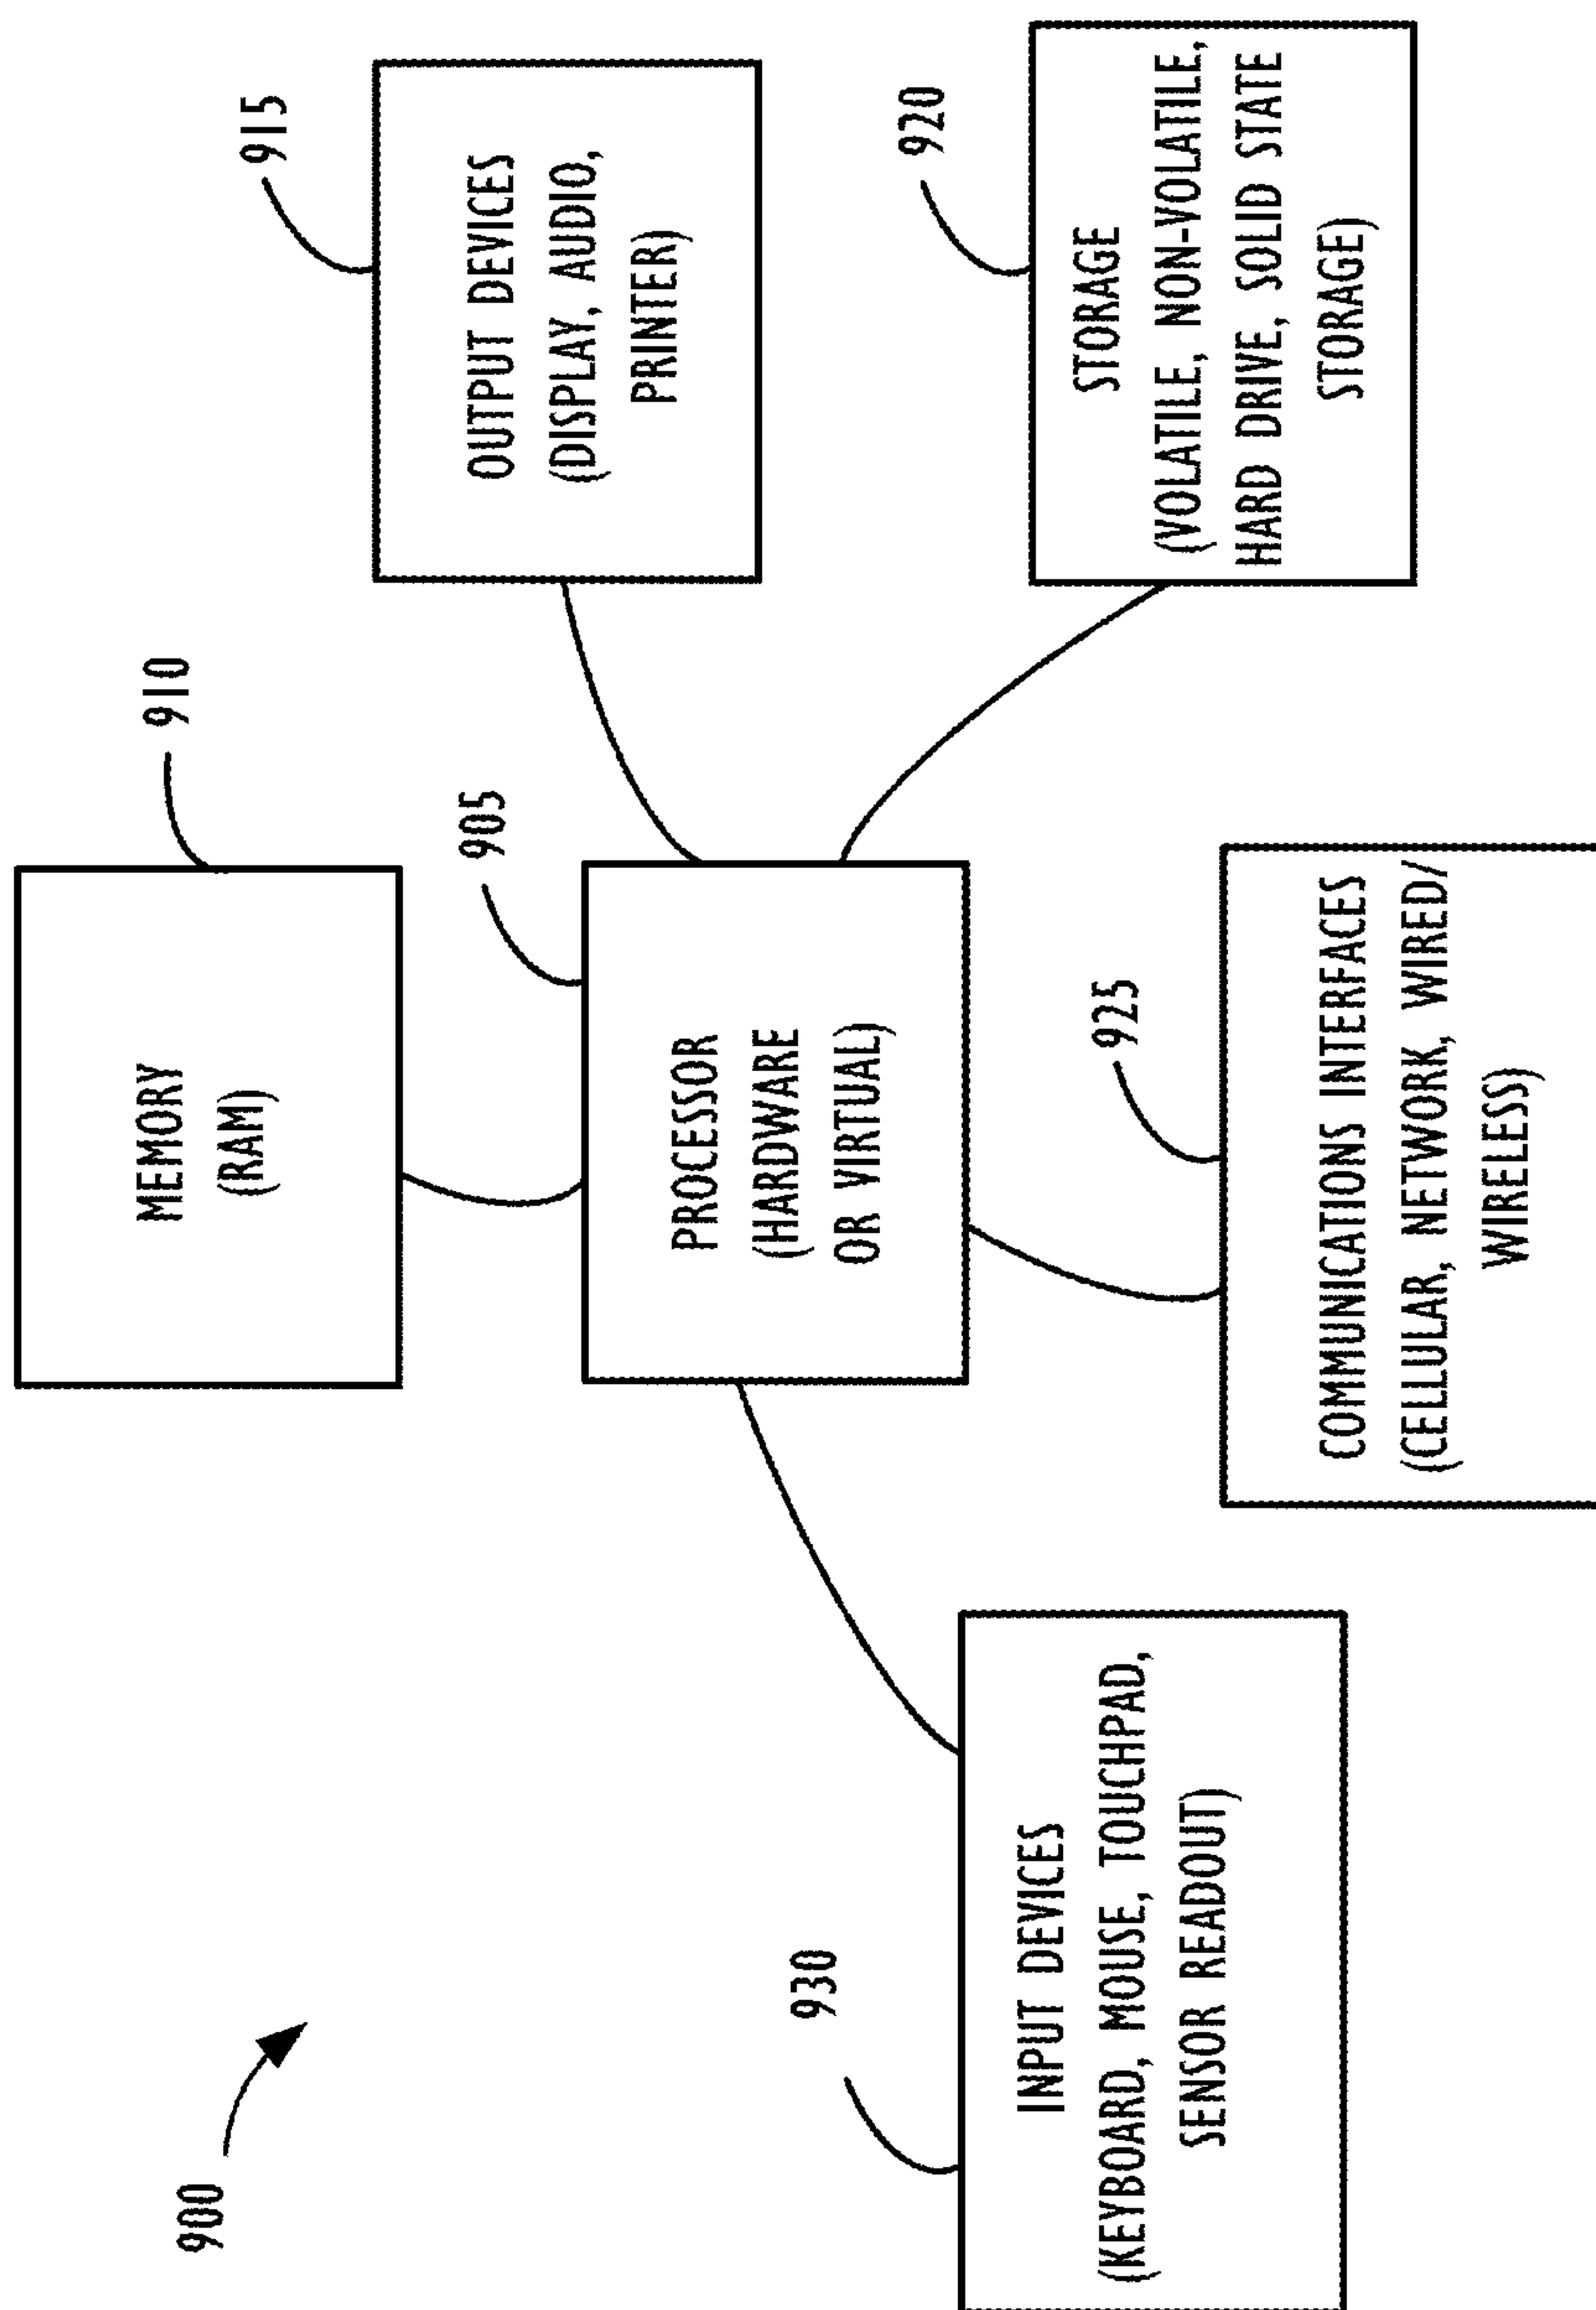 900
910
MEMORY
(RAM)
905
PROCESSOR
(HARDWARE
OR VIRTUAL)
915
OUTPUT DEVICES
(DISPLAY, AUDIO,
PRINTER)
930
INPUT DEVICES
(KEYBOARD, MOUSE, TOUCHPAD,
SENSOR READOUT)
925
COMMUNICATIONS INTERFACES
(CELLULAR, NETWORK, WIRED/
WIRELESS)
920
STORAGE
(VOLATILE, NON-VOLATILE,
HARD DRIVE, SOLID STATE
STORAGE)